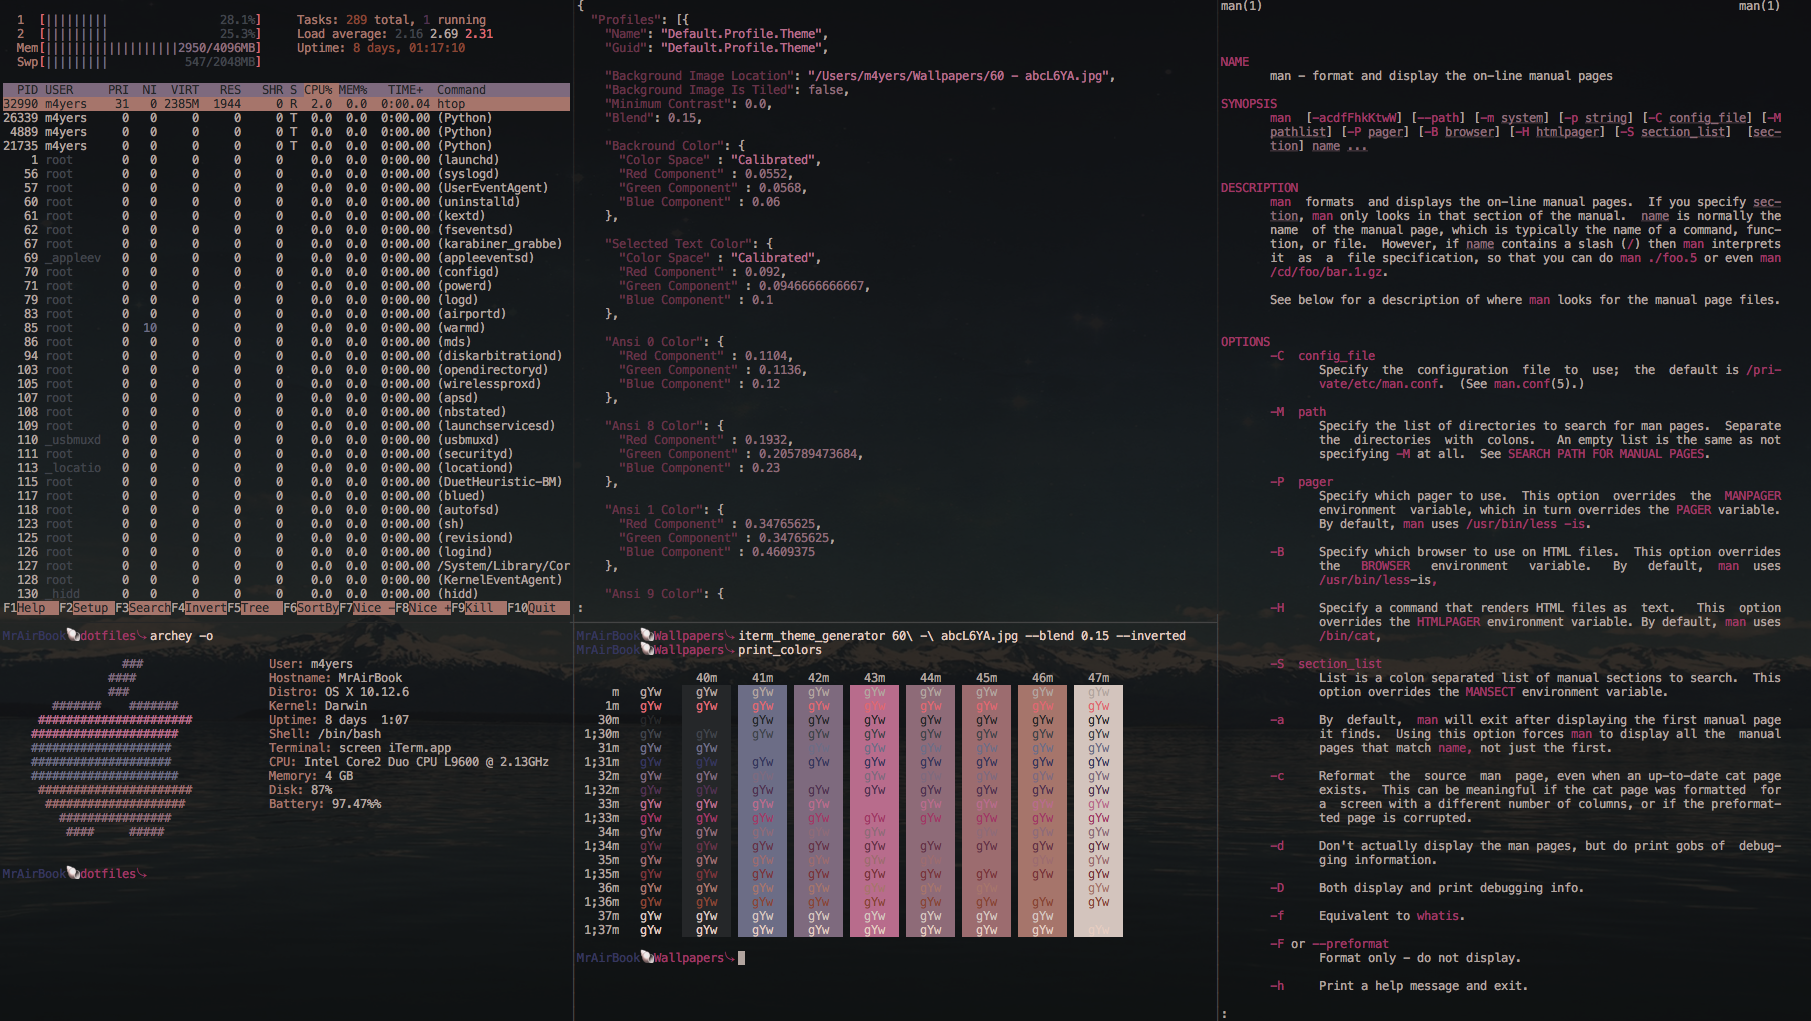 1  [|||||||||                28.1%]     Tasks: 289 total, 1 running
2  [|||||||||                25.3%]     Load average: 2.16 2.69 2.31
Mem[|||||||||||||||||||2950/4096MB]     Uptime: 8 days, 01:17:10
Swp[|||||||||           547/2048MB]
PID USER PRI NI VIRT RES SHR S CPU% MEM% TIME+ Command
32990 m4yers 31 0 2385M 1944 0 R 2.0 0.0 0:00.04 htop
26339 m4yers 0 0 0 0 0 T 0.0 0.0 0:00.00 (Python)
4889 m4yers 0 0 0 0 0 T 0.0 0.0 0:00.00 (Python)
21735 m4yers 0 0 0 0 0 T 0.0 0.0 0:00.00 (Python)
1 root 0 0 0 0 0 0.0 0.0 0:00.00 (launchd)
56 root 0 0 0 0 0 0.0 0.0 0:00.00 (syslogd)
57 root 0 0 0 0 0 0.0 0.0 0:00.00 (UserEventAgent)
60 root 0 0 0 0 0 0.0 0.0 0:00.00 (uninstalld)
61 root 0 0 0 0 0 0.0 0.0 0:00.00 (kextd)
62 root 0 0 0 0 0 0.0 0.0 0:00.00 (fseventsd)
67 root 0 0 0 0 0 0.0 0.0 0:00.00 (karabiner_grabbe)
69 _appleev 0 0 0 0 0 0.0 0.0 0:00.00 (appleeventsd)
70 root 0 0 0 0 0 0.0 0.0 0:00.00 (configd)
71 root 0 0 0 0 0 0.0 0.0 0:00.00 (powerd)
79 root 0 0 0 0 0 0.0 0.0 0:00.00 (logd)
83 root 0 0 0 0 0 0.0 0.0 0:00.00 (airportd)
85 root 0 10 0 0 0 0.0 0.0 0:00.00 (warmd)
86 root 0 0 0 0 0 0.0 0.0 0:00.00 (mds)
94 root 0 0 0 0 0 0.0 0.0 0:00.00 (diskarbitrationd)
103 root 0 0 0 0 0 0.0 0.0 0:00.00 (opendirectoryd)
105 root 0 0 0 0 0 0.0 0.0 0:00.00 (wirelessproxd)
107 root 0 0 0 0 0 0.0 0.0 0:00.00 (apsd)
108 root 0 0 0 0 0 0.0 0.0 0:00.00 (nbstated)
109 root 0 0 0 0 0 0.0 0.0 0:00.00 (launchservicesd)
110 _usbmuxd 0 0 0 0 0 0.0 0.0 0:00.00 (usbmuxd)
111 root 0 0 0 0 0 0.0 0.0 0:00.00 (securityd)
113 _locatio 0 0 0 0 0 0.0 0.0 0:00.00 (locationd)
115 root 0 0 0 0 0 0.0 0.0 0:00.00 (DuetHeuristic-BM)
117 root 0 0 0 0 0 0.0 0.0 0:00.00 (blued)
118 root 0 0 0 0 0 0.0 0.0 0:00.00 (autofsd)
123 root 0 0 0 0 0 0.0 0.0 0:00.00 (sh)
125 root 0 0 0 0 0 0.0 0.0 0:00.00 (revisiond)
126 root 0 0 0 0 0 0.0 0.0 0:00.00 (logind)
127 root 0 0 0 0 0 0.0 0.0 0:00.00 /System/Library/Cor
128 root 0 0 0 0 0 0.0 0.0 0:00.00 (KernelEventAgent)
130 _hidd 0 0 0 0 0 0.0 0.0 0:00.00 (hidd)
F1Help F2Setup F3SearchF4InvertF5Tree F6SortByF7Nice -F8Nice +F9Kill F10Quit
MrAirBook dotfiles archey -o
###
####
###
####### #######
######################
#####################
####################
####################
#####################
######################
####################
################
#### #####
User: m4yers
Hostname: MrAirBook
Distro: OS X 10.12.6
Kernel: Darwin
Uptime: 8 days 1:07
Shell: /bin/bash
Terminal: screen iTerm.app
CPU: Intel Core2 Duo CPU L9600 @ 2.13GHz
Memory: 4 GB
Disk: 87%
Battery: 97.47%%
MrAirBook dotfiles
{
"Profiles": [{
"Name": "Default.Profile.Theme",
"Guid": "Default.Profile.Theme",
"Background Image Location": "/Users/m4yers/Wallpapers/60 - abcL6YA.jpg",
"Background Image Is Tiled": false,
"Minimum Contrast": 0.0,
"Blend": 0.15,
"Backround Color": {
"Color Space" : "Calibrated",
"Red Component" : 0.0552,
"Green Component" : 0.0568,
"Blue Component" : 0.06
},
"Selected Text Color": {
"Color Space" : "Calibrated",
"Red Component" : 0.092,
"Green Component" : 0.0946666666667,
"Blue Component" : 0.1
},
"Ansi 0 Color": {
"Red Component" : 0.1104,
"Green Component" : 0.1136,
"Blue Component" : 0.12
},
"Ansi 8 Color": {
"Red Component" : 0.1932,
"Green Component" : 0.205789473684,
"Blue Component" : 0.23
},
"Ansi 1 Color": {
"Red Component" : 0.34765625,
"Green Component" : 0.34765625,
"Blue Component" : 0.4609375
},
"Ansi 9 Color": {
:
MrAirBook Wallpapers iterm_theme_generator 60\ -\ abcL6YA.jpg --blend 0.15 --inverted
MrAirBook Wallpapers print_colors
40m 41m 42m 43m 44m 45m 46m 47m
m gYw gYw gYw gYw gYw gYw gYw gYw gYw
1m gYw gYw gYw gYw gYw gYw gYw gYw gYw
30m gYw gYw gYw gYw gYw gYw gYw gYw
1;30m gYw gYw gYw gYw gYw gYw gYw gYw gYw
31m gYw gYw gYw gYw gYw gYw gYw gYw
1;31m gYw gYw gYw gYw gYw gYw gYw gYw gYw
32m gYw gYw gYw gYw gYw gYw gYw gYw
1;32m gYw gYw gYw gYw gYw gYw gYw gYw gYw
33m gYw gYw gYw gYw gYw gYw gYw gYw
1;33m gYw gYw gYw gYw gYw gYw gYw gYw gYw
34m gYw gYw gYw gYw gYw gYw gYw gYw
1;34m gYw gYw gYw gYw gYw gYw gYw gYw gYw
35m gYw gYw gYw gYw gYw gYw gYw gYw
1;35m gYw gYw gYw gYw gYw gYw gYw gYw gYw
36m gYw gYw gYw gYw gYw gYw gYw gYw
1;36m gYw gYw gYw gYw gYw gYw gYw gYw gYw
37m gYw gYw gYw gYw gYw gYw gYw gYw
1;37m gYw gYw gYw gYw gYw gYw gYw gYw
MrAirBook Wallpapers
man(1) man(1)
NAME
man - format and display the on-line manual pages
SYNOPSIS
man [-acdfFhkKtwW] [--path] [-m system] [-p string] [-C config_file] [-M
pathlist] [-P pager] [-B browser] [-H htmlpager] [-S section_list] [sec-
tion] name ...
DESCRIPTION
man formats and displays the on-line manual pages. If you specify sec-
tion, man only looks in that section of the manual. name is normally the
name of the manual page, which is typically the name of a command, func-
tion, or file. However, if name contains a slash (/) then man interprets
it as a file specification, so that you can do man ./foo.5 or even man
/cd/foo/bar.1.gz.
See below for a description of where man looks for the manual page files.
OPTIONS
-C config_file
Specify the configuration file to use; the default is /pri-
vate/etc/man.conf. (See man.conf(5).)
-M path
Specify the list of directories to search for man pages. Separate
the directories with colons. An empty list is the same as not
specifying -M at all. See SEARCH PATH FOR MANUAL PAGES.
-P pager
Specify which pager to use. This option overrides the MANPAGER
environment variable, which in turn overrides the PAGER variable.
By default, man uses /usr/bin/less -is.
-B Specify which browser to use on HTML files. This option overrides
the BROWSER environment variable. By default, man uses
/usr/bin/less-is,
-H Specify a command that renders HTML files as text. This option
overrides the HTMLPAGER environment variable. By default, man uses
/bin/cat,
-S section_list
List is a colon separated list of manual sections to search. This
option overrides the MANSECT environment variable.
-a By default, man will exit after displaying the first manual page
it finds. Using this option forces man to display all the manual
pages that match name, not just the first.
-c Reformat the source man page, even when an up-to-date cat page
exists. This can be meaningful if the cat page was formatted for
a screen with a different number of columns, or if the preformat-
ted page is corrupted.
-d Don't actually display the man pages, but do print gobs of debug-
ging information.
-D Both display and print debugging info.
-f Equivalent to whatis.
-F or --preformat
Format only - do not display.
-h Print a help message and exit.
: